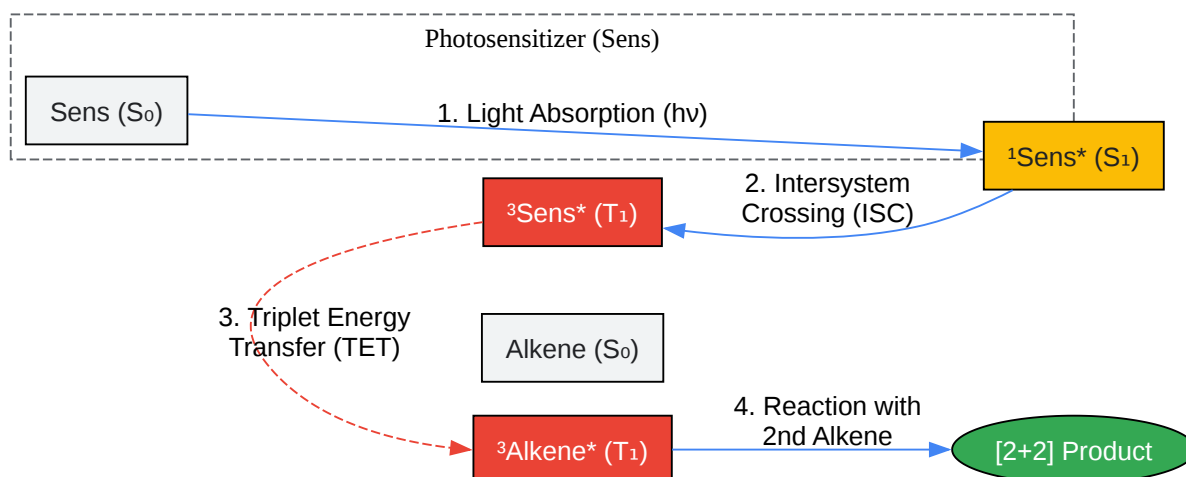 Photosensitizer (Sens)
Sens (S₀)
1. Light Absorption (hν)
¹Sens* (S₁)
2. Intersystem
Crossing (ISC)
³Sens* (T₁)
3. Triplet Energy
Transfer (TET)
Alkene (S₀)
³Alkene* (T₁)
4. Reaction with
2nd Alkene
[2+2] Product